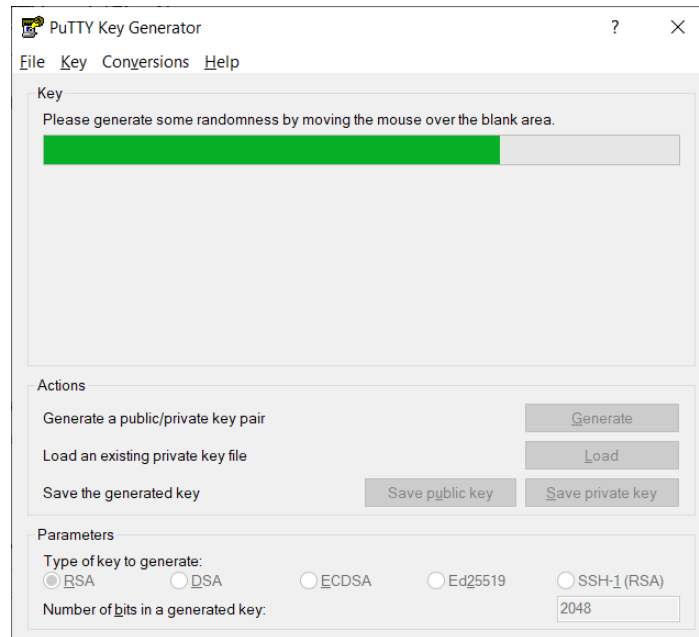 PuTTY Key Generator ? ×
File Key Conversions Help
Key
Please generate some randomness by moving the mouse over the blank area.
Actions
Generate a public/private key pair Generate
Load an existing private key file Load
Save the generated key Save public key Save private key
Parameters
Type of key to generate:
RSA DSA ECDSA Ed25519 SSH-1 (RSA)
Number of bits in a generated key: 2048